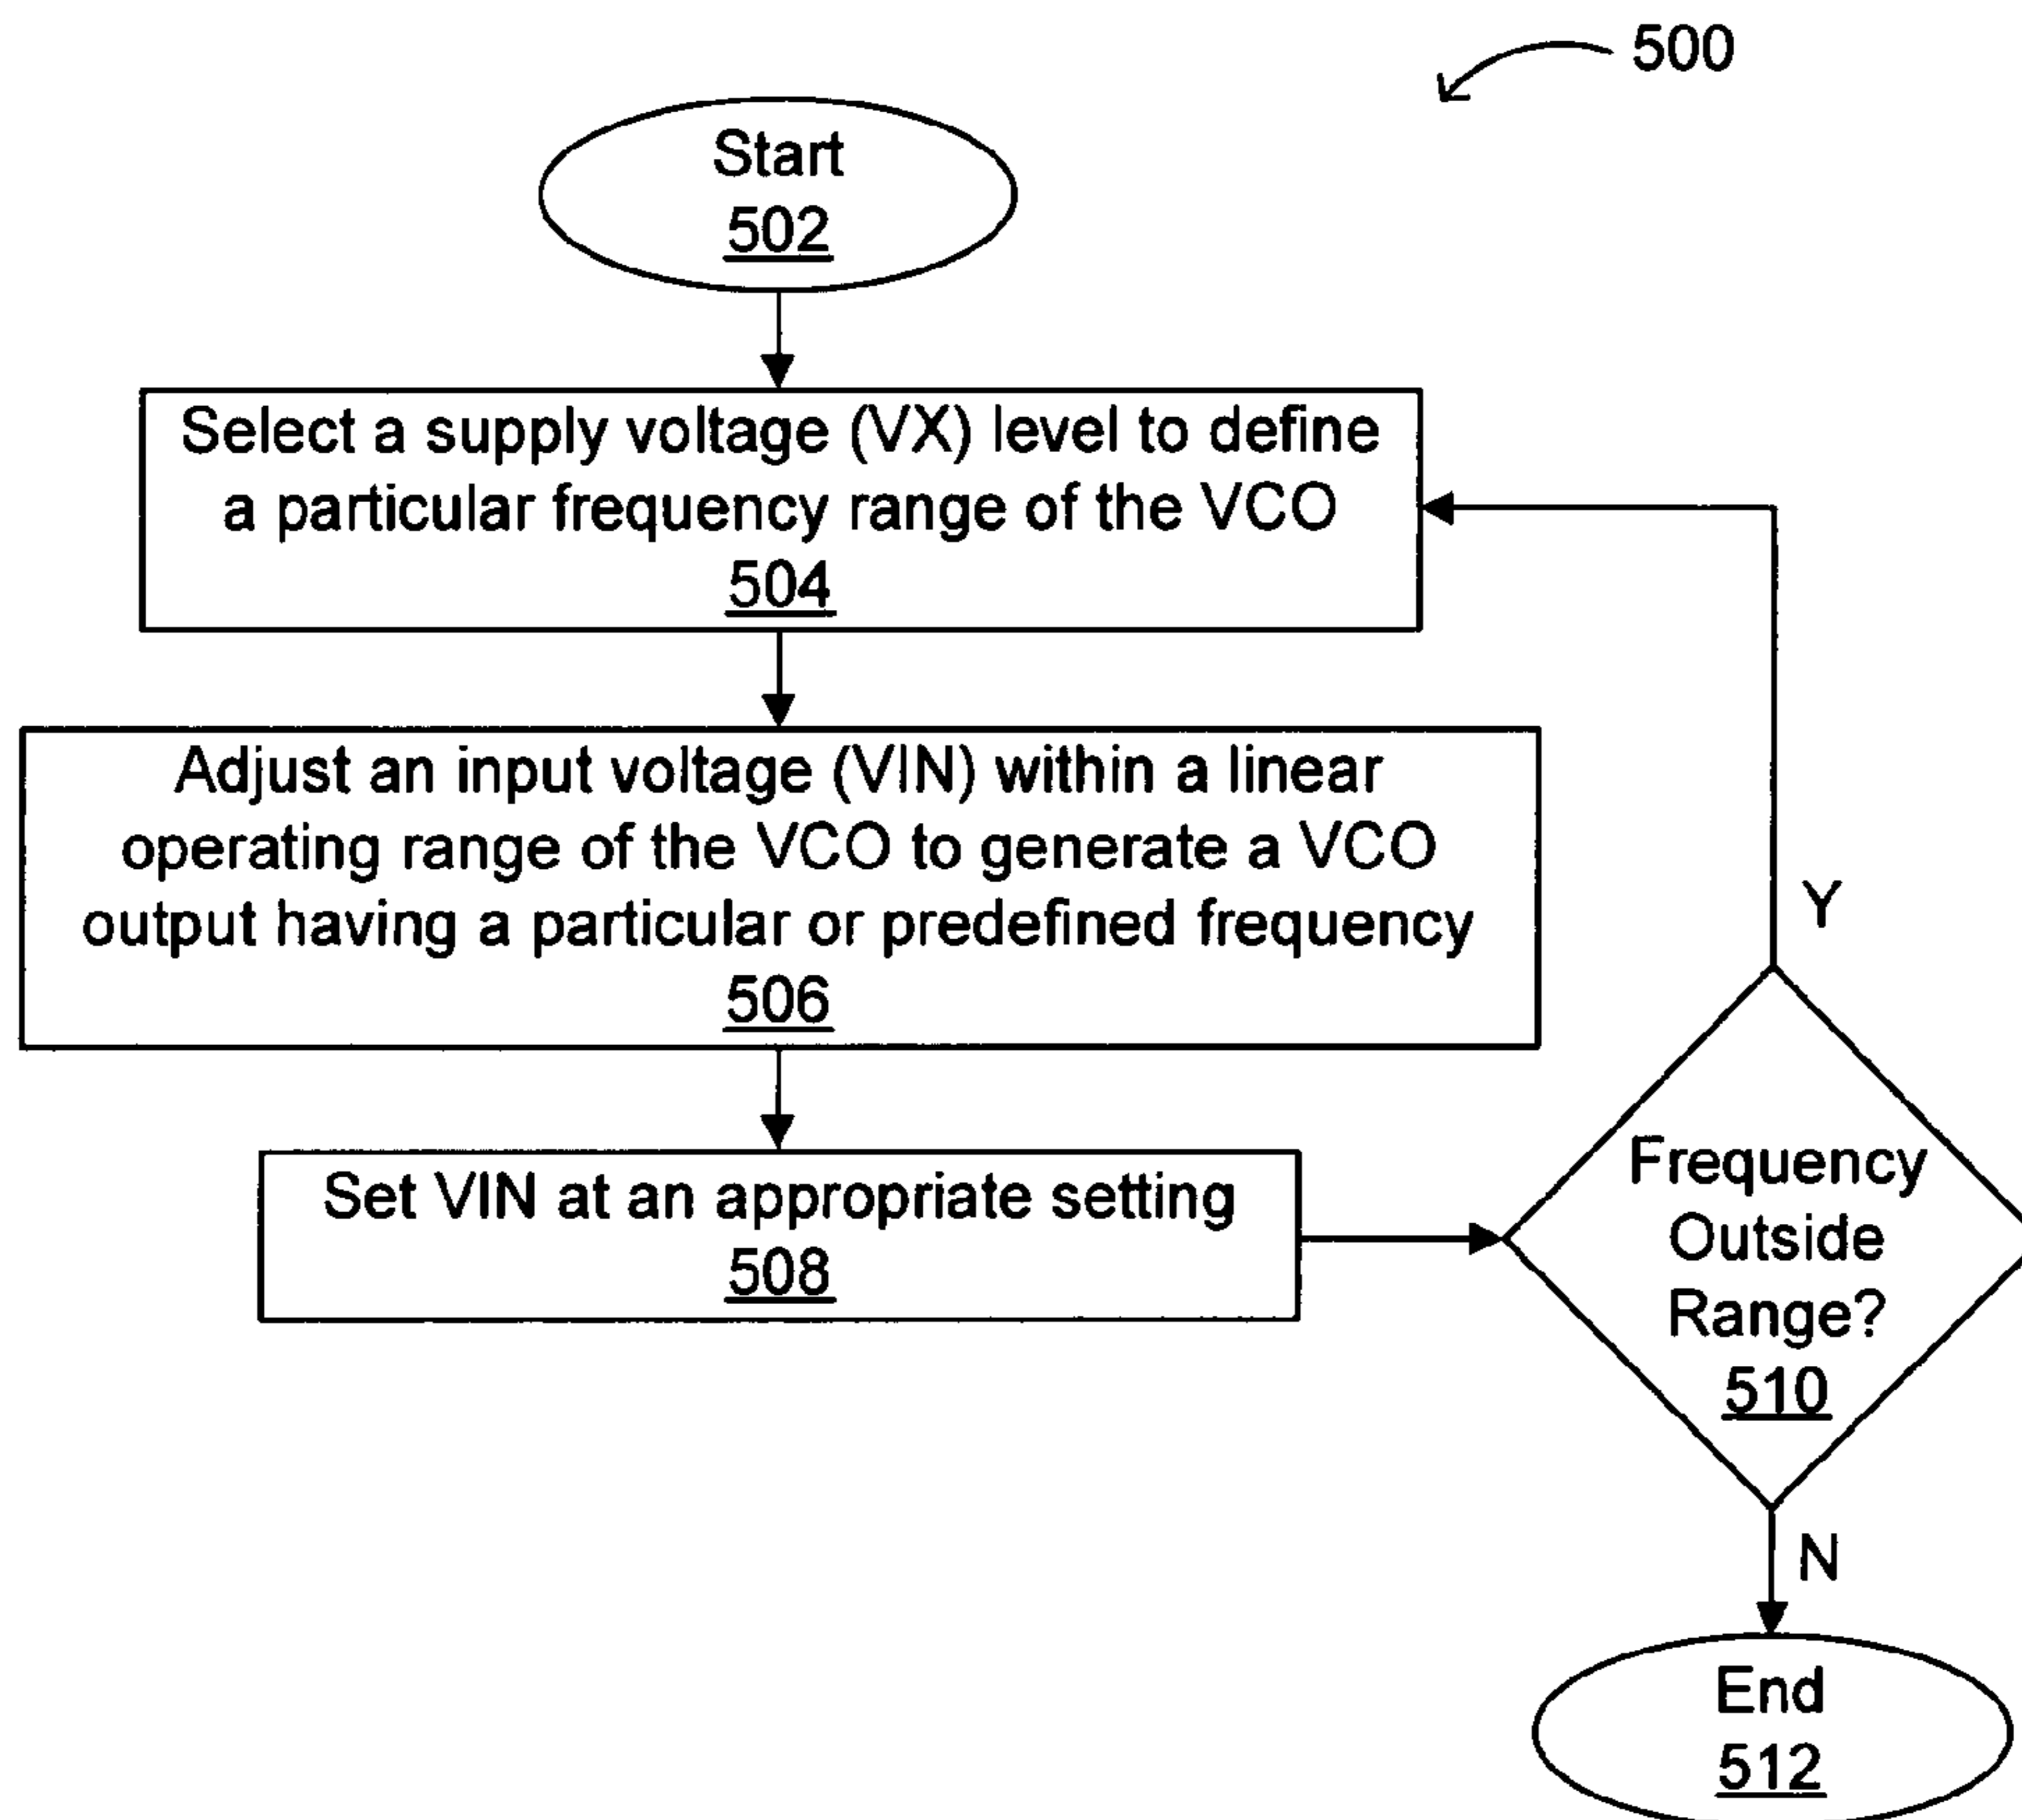 500
Start
502
Select a supply voltage (VX) level to define
a particular frequency range of the VCO
504
Adjust an input voltage (VIN) within a linear
operating range of the VCO to generate a VCO
output having a particular or predefined frequency
506
Set VIN at an appropriate setting
508
Y
Frequency
Outside
Range?
510
N
End
512